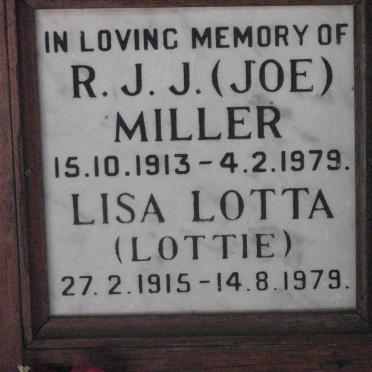 IN LOVING MEMORY OF
R. J. J. (JOE)
MILLER
15.10.1913 - 4.2.1979.
LISA LOTTA
(LOTTIE)
27. 2.1915 - 14.8.1979.